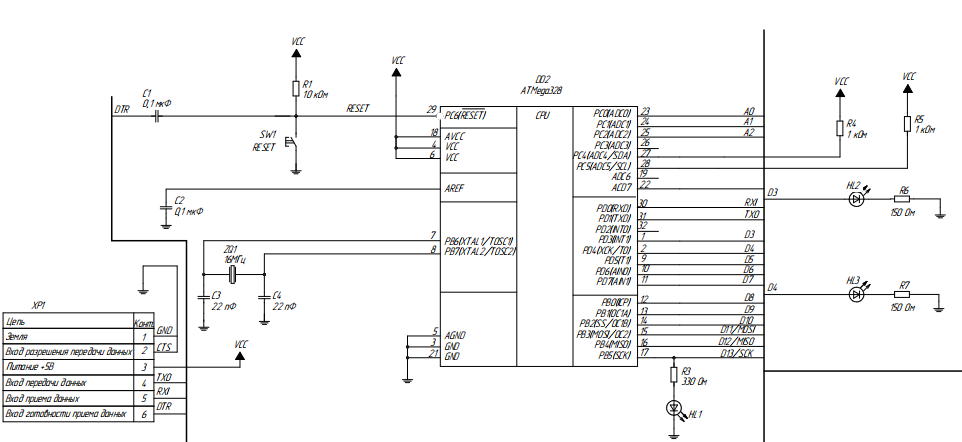 VCC
VCC
DD2
ATMega328
C1
0,1 мкФ
DTR
R1
10 кОм
RESET
SW1
RESET
C2
0,1 мкФ
ZQ1
16МГц
C3
22 пФ
C4
22 пФ
29 PC6(RESET)
18 AVCC
4 VCC
6 VCC
AREF
7 PB6(XTAL1/TOSC1)
8 PB7(XTAL2/TOSC2)
5 AGND
3 GND
21 GND
CPU
PC0(ADC0) 23 A0
PC1(ADC1) 24 A1
PC2(ADC2) 25 A2
PC3(ADC3) 26
PC4(ADC4/SDA) 27
PC5(ADC5/SCL) 28
ADC6 19
ACD7 22
PD0(RXD) 30 RX1
PD1(TXD) 31 TX0
PD2(INT0) 32
PD3(INT1) 1 D3
PD4(XCK/T0) 2 D4
PD5(T1) 9 D5
PD6(AIN0) 10 D6
PD7(AIN1) 11 D7
PB0(ICP) 12 D8
PB1(OC1A) 13 D9
PB2(SS/OC1B) 14 D10
PB3(MOSI/OC2) 15 D11/MOSI
PB4(MISO) 16 D12/MISO
PB5(SCK) 17 D13/SCK
R3
330 Ом
HL1
VCC
R4
1 кОм
VCC
R5
1 кОм
D3
HL2
R6
150 Ом
D4
HL3
R7
150 Ом
XP1
Цепь Конт.
Земля 1 GND
Вход разрешения передачи данных 2 CTS
Питание +5В 3
VCC
Вход передачи данных 4 TX0
Вход приема данных 5 RX1
Вход готовности приема данных 6 DTR